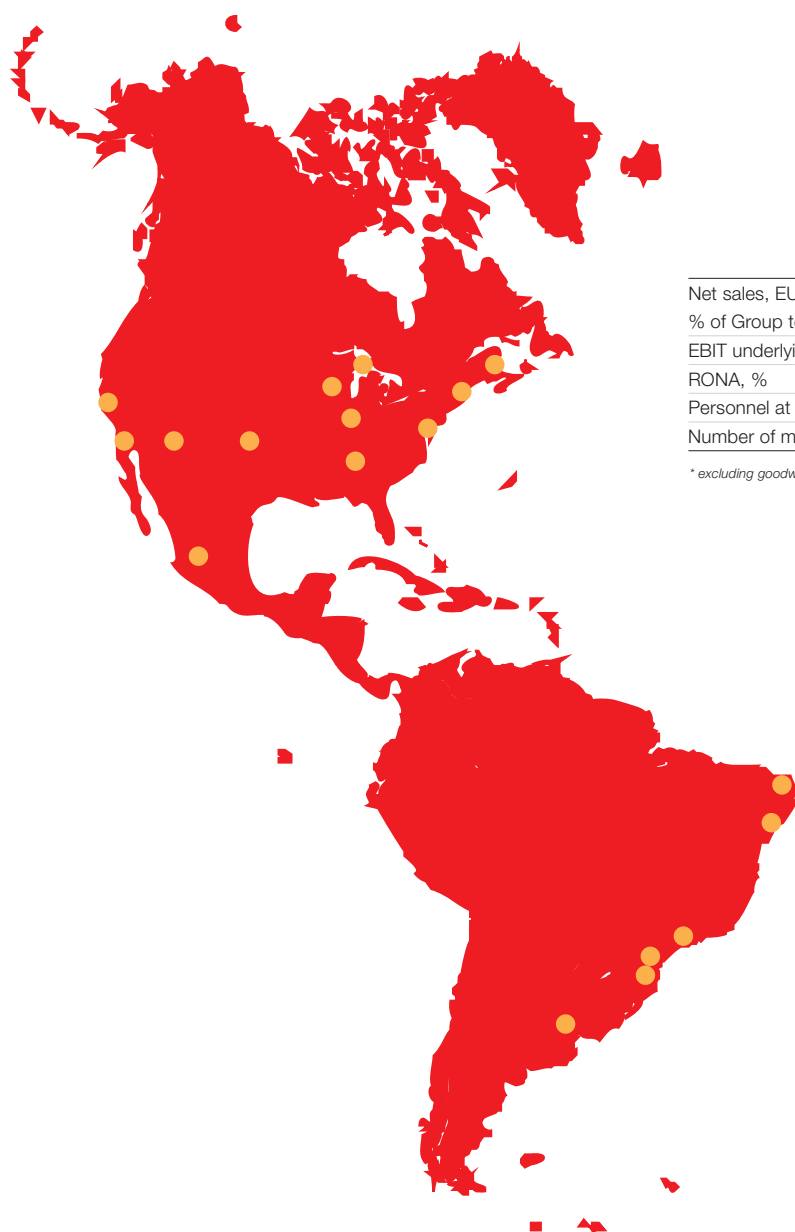 Net sales, EU
% of Group t
EBIT underlyi
RONA, %
Personnel at
Number of m
* excluding goodw